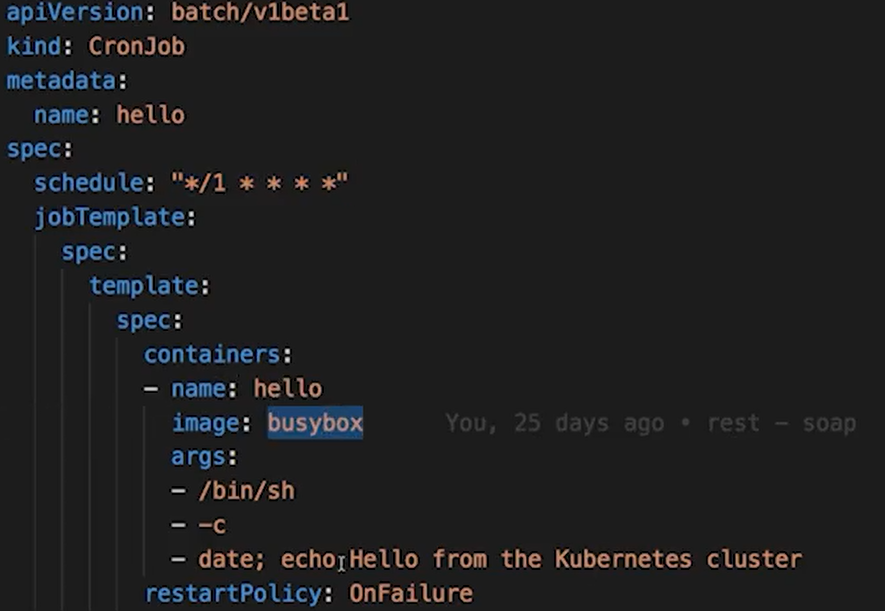 apiVersion: batch/v1beta1
kind: CronJob
metadata:
  name: hello
spec:
  schedule: "*/1 * * * *"
  jobTemplate:
    spec:
      template:
        spec:
          containers:
          - name: hello
            image: busybox You, 25 days ago • rest – soap
            args:
            - /bin/sh
            - -c
            - date; echo Hello from the Kubernetes cluster
          restartPolicy: OnFailure